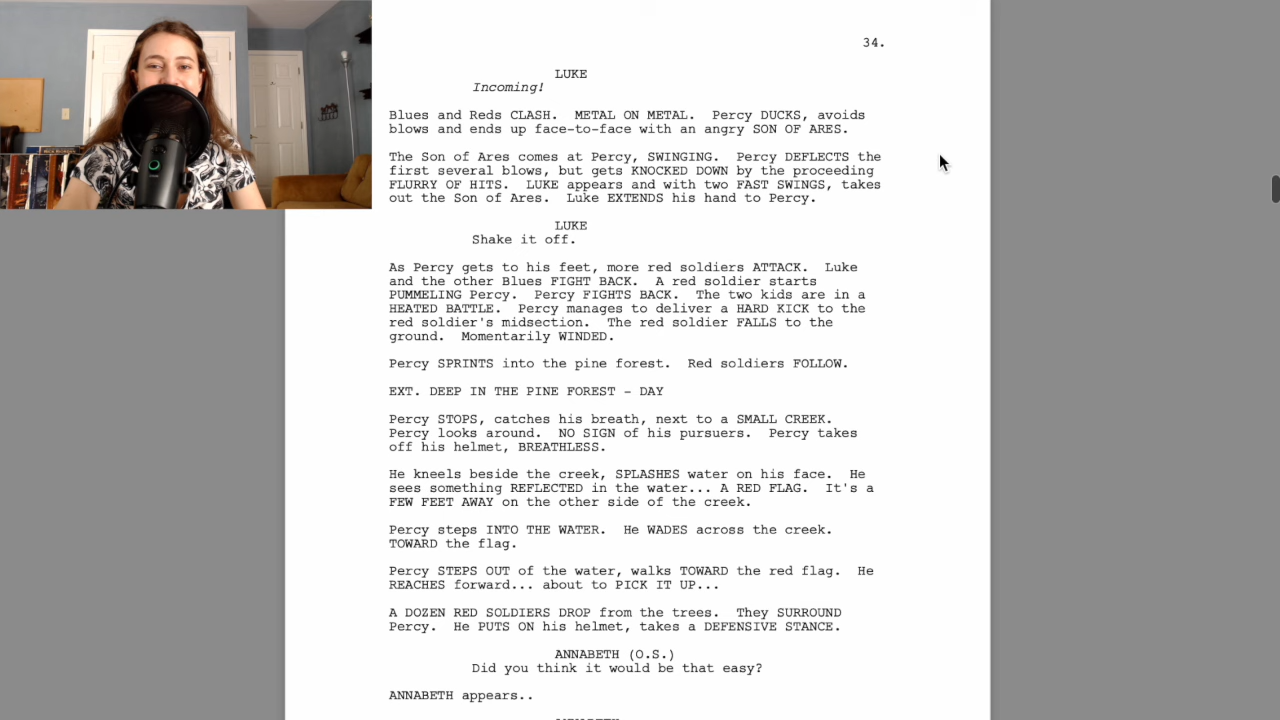 34.
LUKE
Incoming!
Blues and Reds CLASH. METAL ON METAL. Percy DUCKS, avoids
blows and ends up face-to-face with an angry SON OF ARES.
The Son of Ares comes at Percy, SWINGING. Percy DEFLECTS the
first several blows, but gets KNOCKED DOWN by the proceeding
FLURRY OF HITS. LUKE appears and with two FAST SWINGS, takes
out the Son of Ares. Luke EXTENDS his hand to Percy.
LUKE
Shake it off.
As Percy gets to his feet, more red soldiers ATTACK. Luke
and the other Blues FIGHT BACK. A red soldier starts
PUMMELING Percy. Percy FIGHTS BACK. The two kids are in a
HEATED BATTLE. Percy manages to deliver a HARD KICK to the
red soldier's midsection. The red soldier FALLS to the
ground. Momentarily WINDED.
Percy SPRINTS into the pine forest. Red soldiers FOLLOW.
EXT. DEEP IN THE PINE FOREST - DAY
Percy STOPS, catches his breath, next to a SMALL CREEK.
Percy looks around. NO SIGN of his pursuers. Percy takes
off his helmet, BREATHLESS.
He kneels beside the creek, SPLASHES water on his face. He
sees something REFLECTED in the water... A RED FLAG. It's a
FEW FEET AWAY on the other side of the creek.
Percy steps INTO THE WATER. He WADES across the creek.
TOWARD the flag.
Percy STEPS OUT of the water, walks TOWARD the red flag. He
REACHES forward... about to PICK IT UP...
A DOZEN RED SOLDIERS DROP from the trees. They SURROUND
Percy. He PUTS ON his helmet, takes a DEFENSIVE STANCE.
ANNABETH (O.S.)
Did you think it would be that easy?
ANNABETH appears..